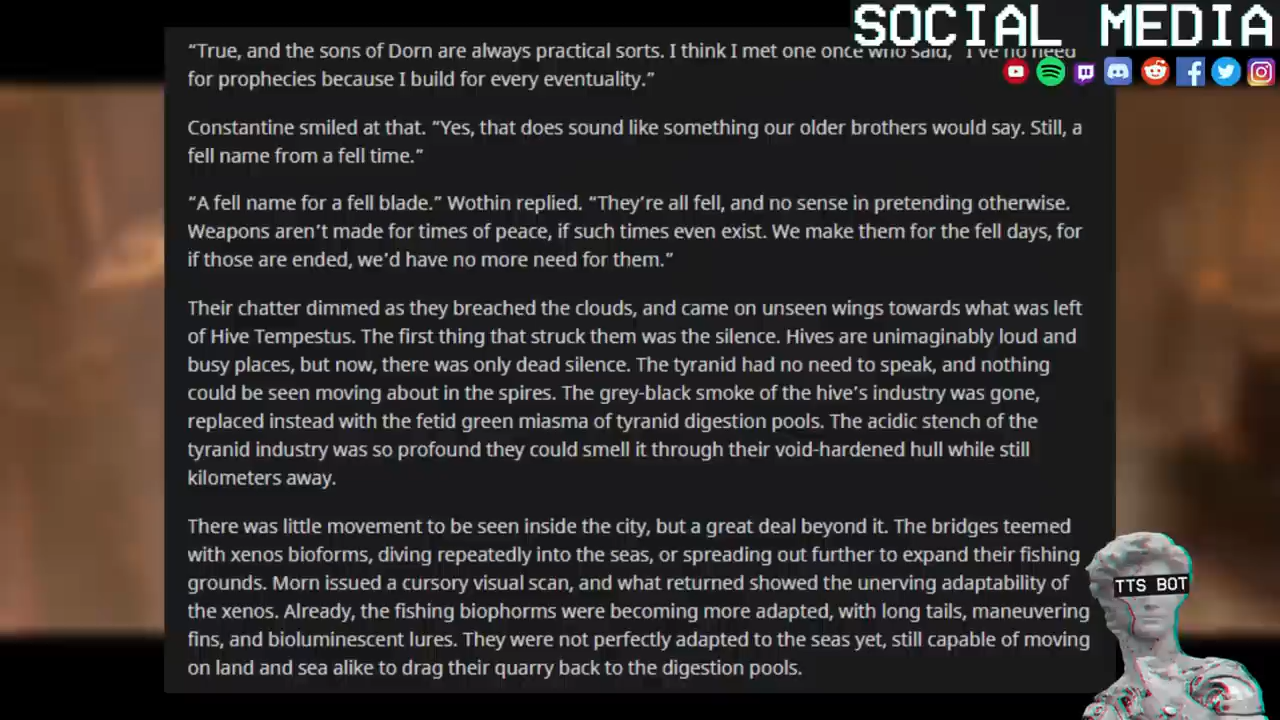 SOCIAL MEDIA
“True, and the sons of Dorn are always practical sorts. I think I met one once who said, “I’ve no need
for prophecies because I build for every eventuality.”
Constantine smiled at that. “Yes, that does sound like something our older brothers would say. Still, a
fell name from a fell time.”
“A fell name for a fell blade.” Wothin replied. “They’re all fell, and no sense in pretending otherwise.
Weapons aren’t made for times of peace, if such times even exist. We make them for the fell days, for
if those are ended, we’d have no more need for them.”
Their chatter dimmed as they breached the clouds, and came on unseen wings towards what was left
of Hive Tempestus. The first thing that struck them was the silence. Hives are unimaginably loud and
busy places, but now, there was only dead silence. The tyranid had no need to speak, and nothing
could be seen moving about in the spires. The grey-black smoke of the hive’s industry was gone,
replaced instead with the fetid green miasma of tyranid digestion pools. The acidic stench of the
tyranid industry was so profound they could smell it through their void-hardened hull while still
kilometers away.
There was little movement to be seen inside the city, but a great deal beyond it. The bridges teemed
with xenos bioforms, diving repeatedly into the seas, or spreading out further to expand their fishing
grounds. Morn issued a cursory visual scan, and what returned showed the unerving adaptability of
the xenos. Already, the fishing biophorms were becoming more adapted, with long tails, maneuvering
fins, and bioluminescent lures. They were not perfectly adapted to the seas yet, still capable of moving
on land and sea alike to drag their quarry back to the digestion pools.
TTS BOT